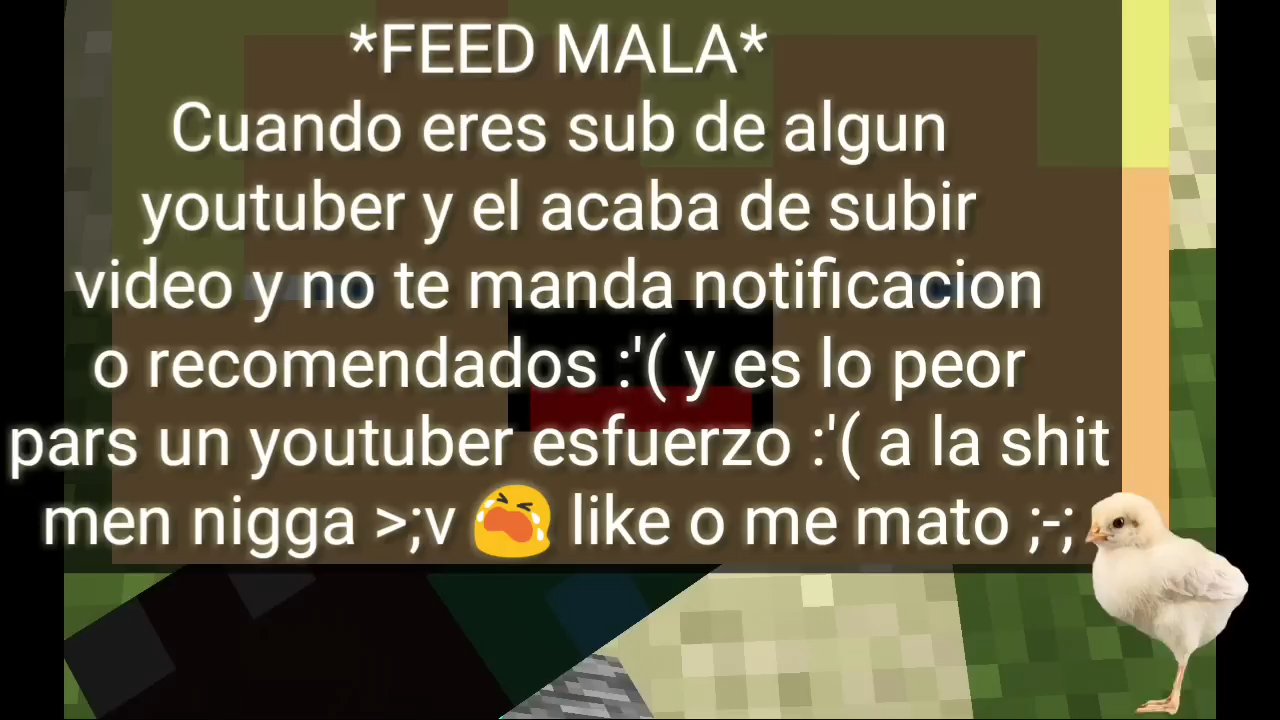 *FEED MALA*
Cuando eres sub de algun
youtuber y el acaba de subir
video y no te manda notificacion
o recomendados :'( y es lo peor
pars un youtuber esfuerzo :'( a la shit
men nigga >;v 😭 like o me mato ;-;